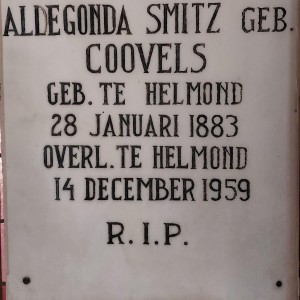 ALDEGONDA SMITZ GEB.
COOVELS
GEB. TE HELMOND
28 JANUARI 1883
OVERL. TE HELMOND
14 DECEMBER 1959
R. I. P.